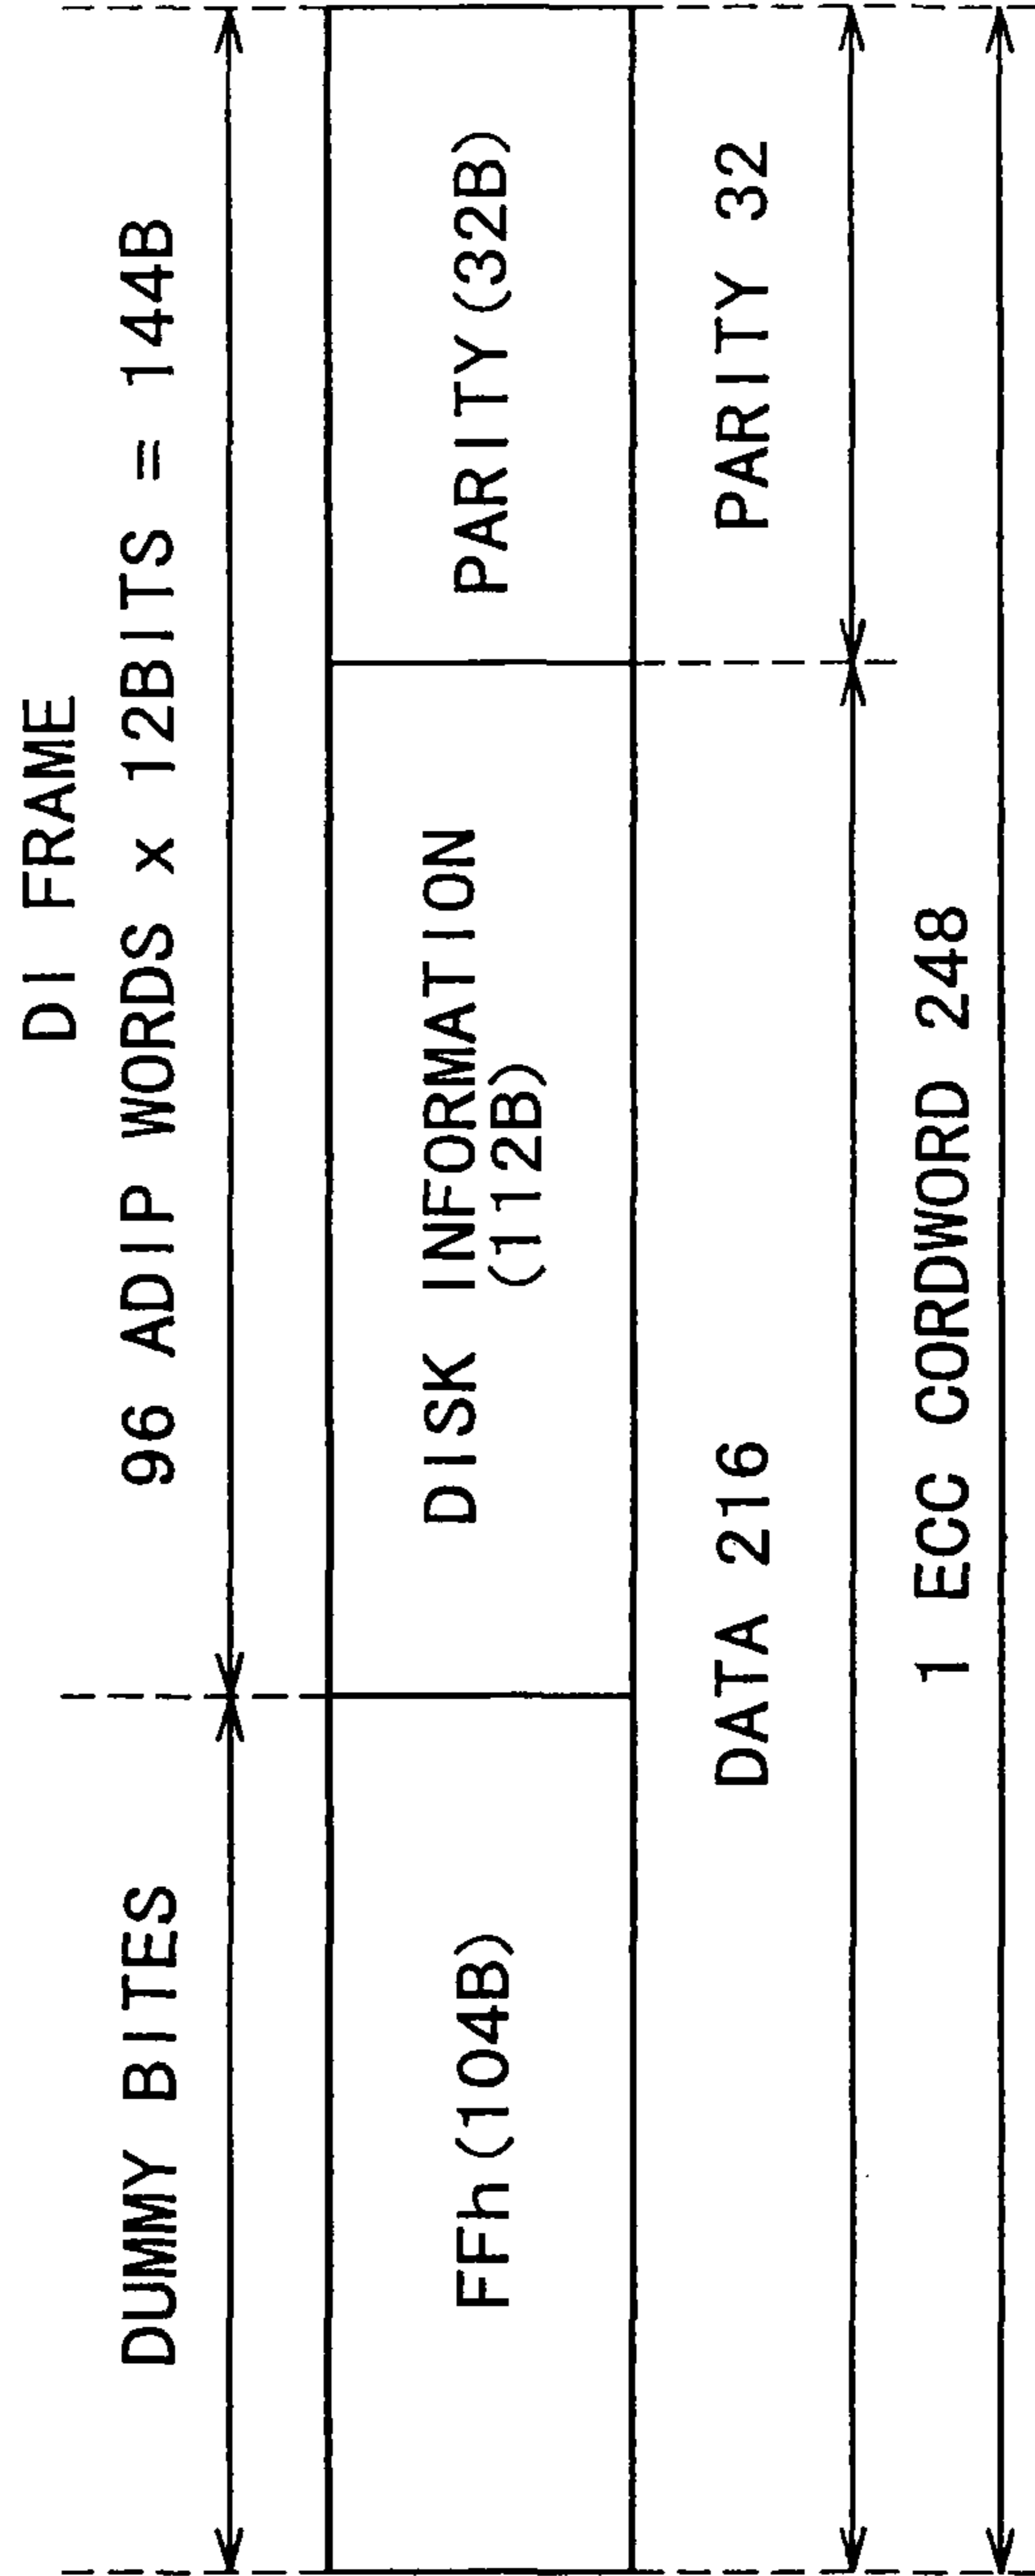 DI FRAME
DUMMY BITES
96 ADIP WORDS x 12BITS = 144B
FFh(104B)
DISK INFORMATION
(112B)
PARITY(32B)
DATA 216
PARITY 32
1 ECC CORDWORD 248